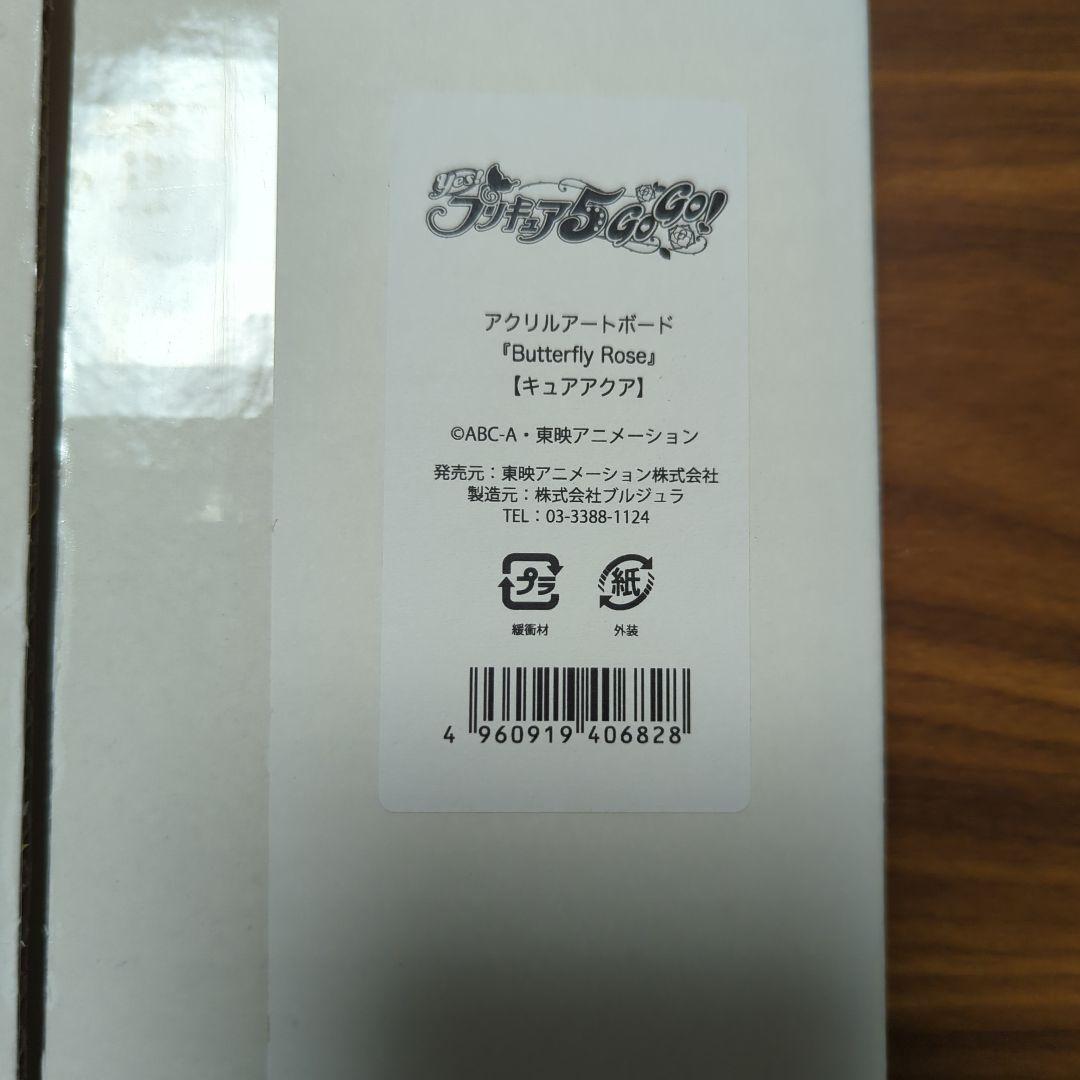 Yes! プリキュア5 GoGo!
アクリルアートボード
『Butterfly Rose』
【キュアアクア】
©ABC-A・東映アニメーション
発売元：東映アニメーション株式会社
製造元：株式会社ブルジュラ
TEL：03-3388-1124
プラ 紙
緩衝材 外装
4 960919 406828